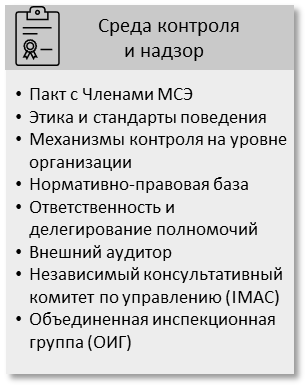 Среда контроля
и надзор
• Пакт с Членами МСЭ
• Этика и стандарты поведения
• Механизмы контроля на уровне
организации
• Нормативно-правовая база
• Ответственность и
делегирование полномочий
• Внешний аудитор
• Независимый консультативный
комитет по управлению (IMAC)
• Объединенная инспекционная
группа (ОИГ)